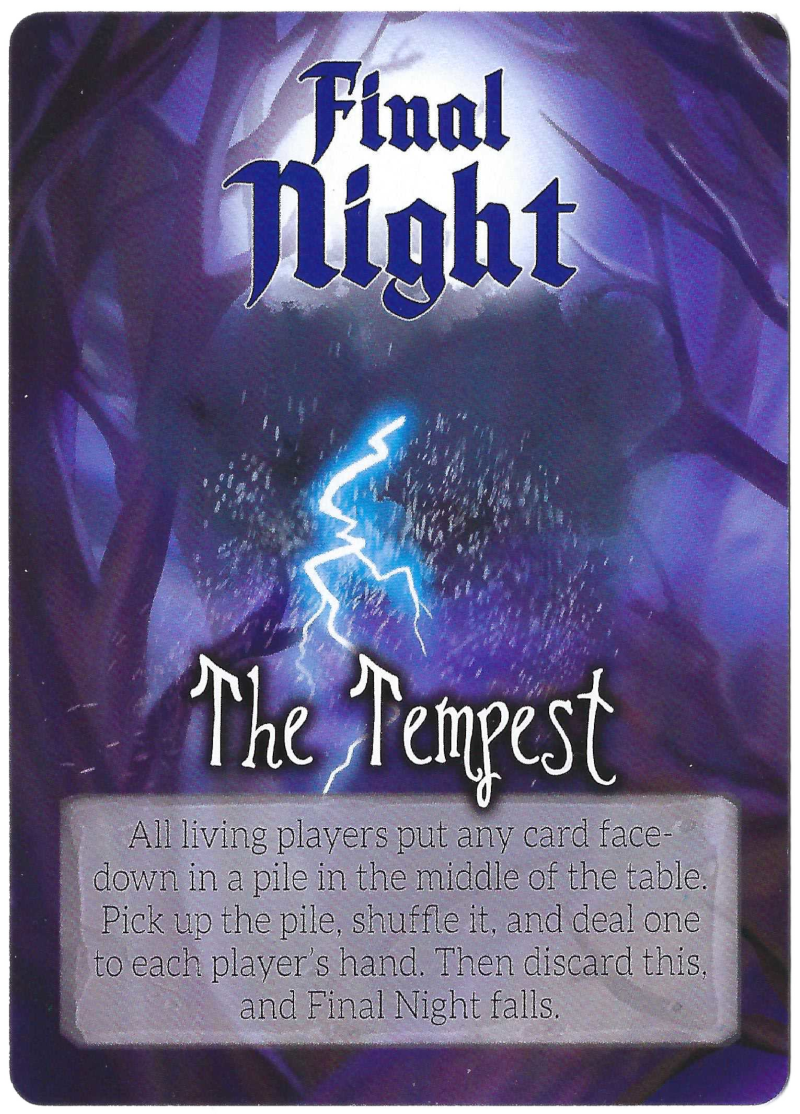 Final
Night
The Tempest
All living players put any card face-
down in a pile in the middle of the table.
Pick up the pile, shuffle it, and deal one
to each player's hand. Then discard this,
and Final Night falls.